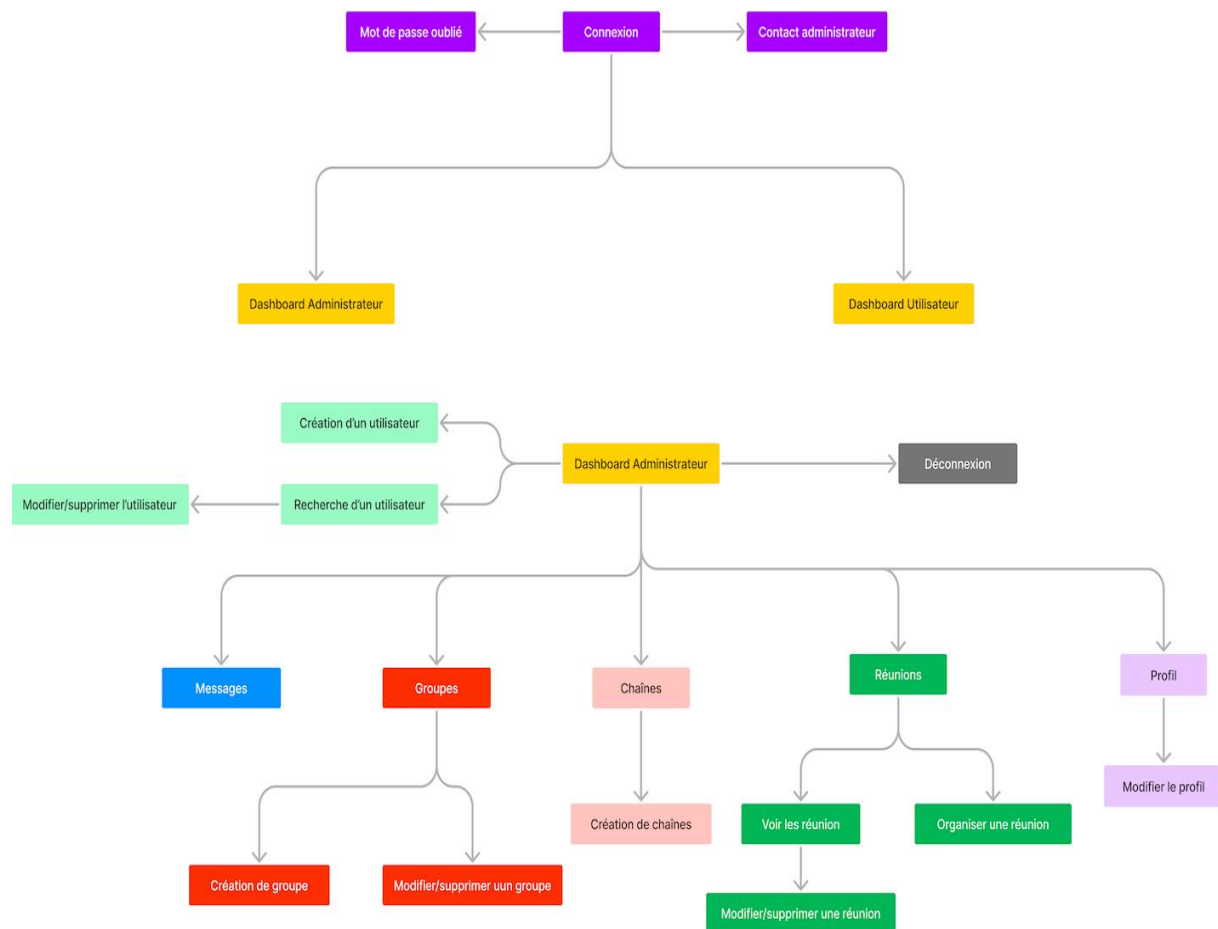 Mot de passe oublié
Connexion
Contact administrateur
Dashboard Administrateur
Dashboard Utilisateur
Création d'un utilisateur
Dashboard Administrateur
Déconnexion
Modifier/supprimer l'utilisateur
Recherche d'un utilisateur
Messages
Groupes
Chaînes
Réunions
Profil
Modifier le profil
Création de chaînes
Voir les réunion
Organiser une réunion
Création de groupe
Modifier/supprimer uun groupe
Modifier/supprimer une réunion